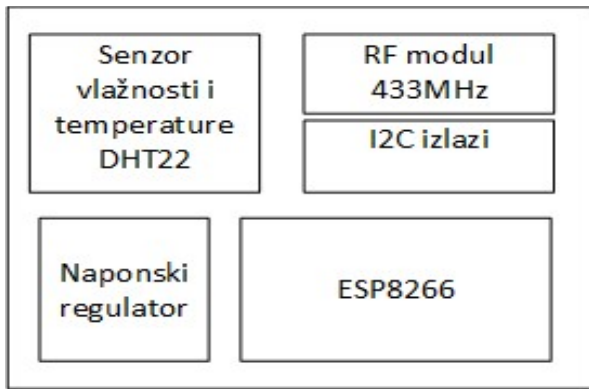 Senzor
vlažnosti i
temperature
DHT22
RF modul
433MHz
I2C izlazi
Naponski
regulator
ESP8266